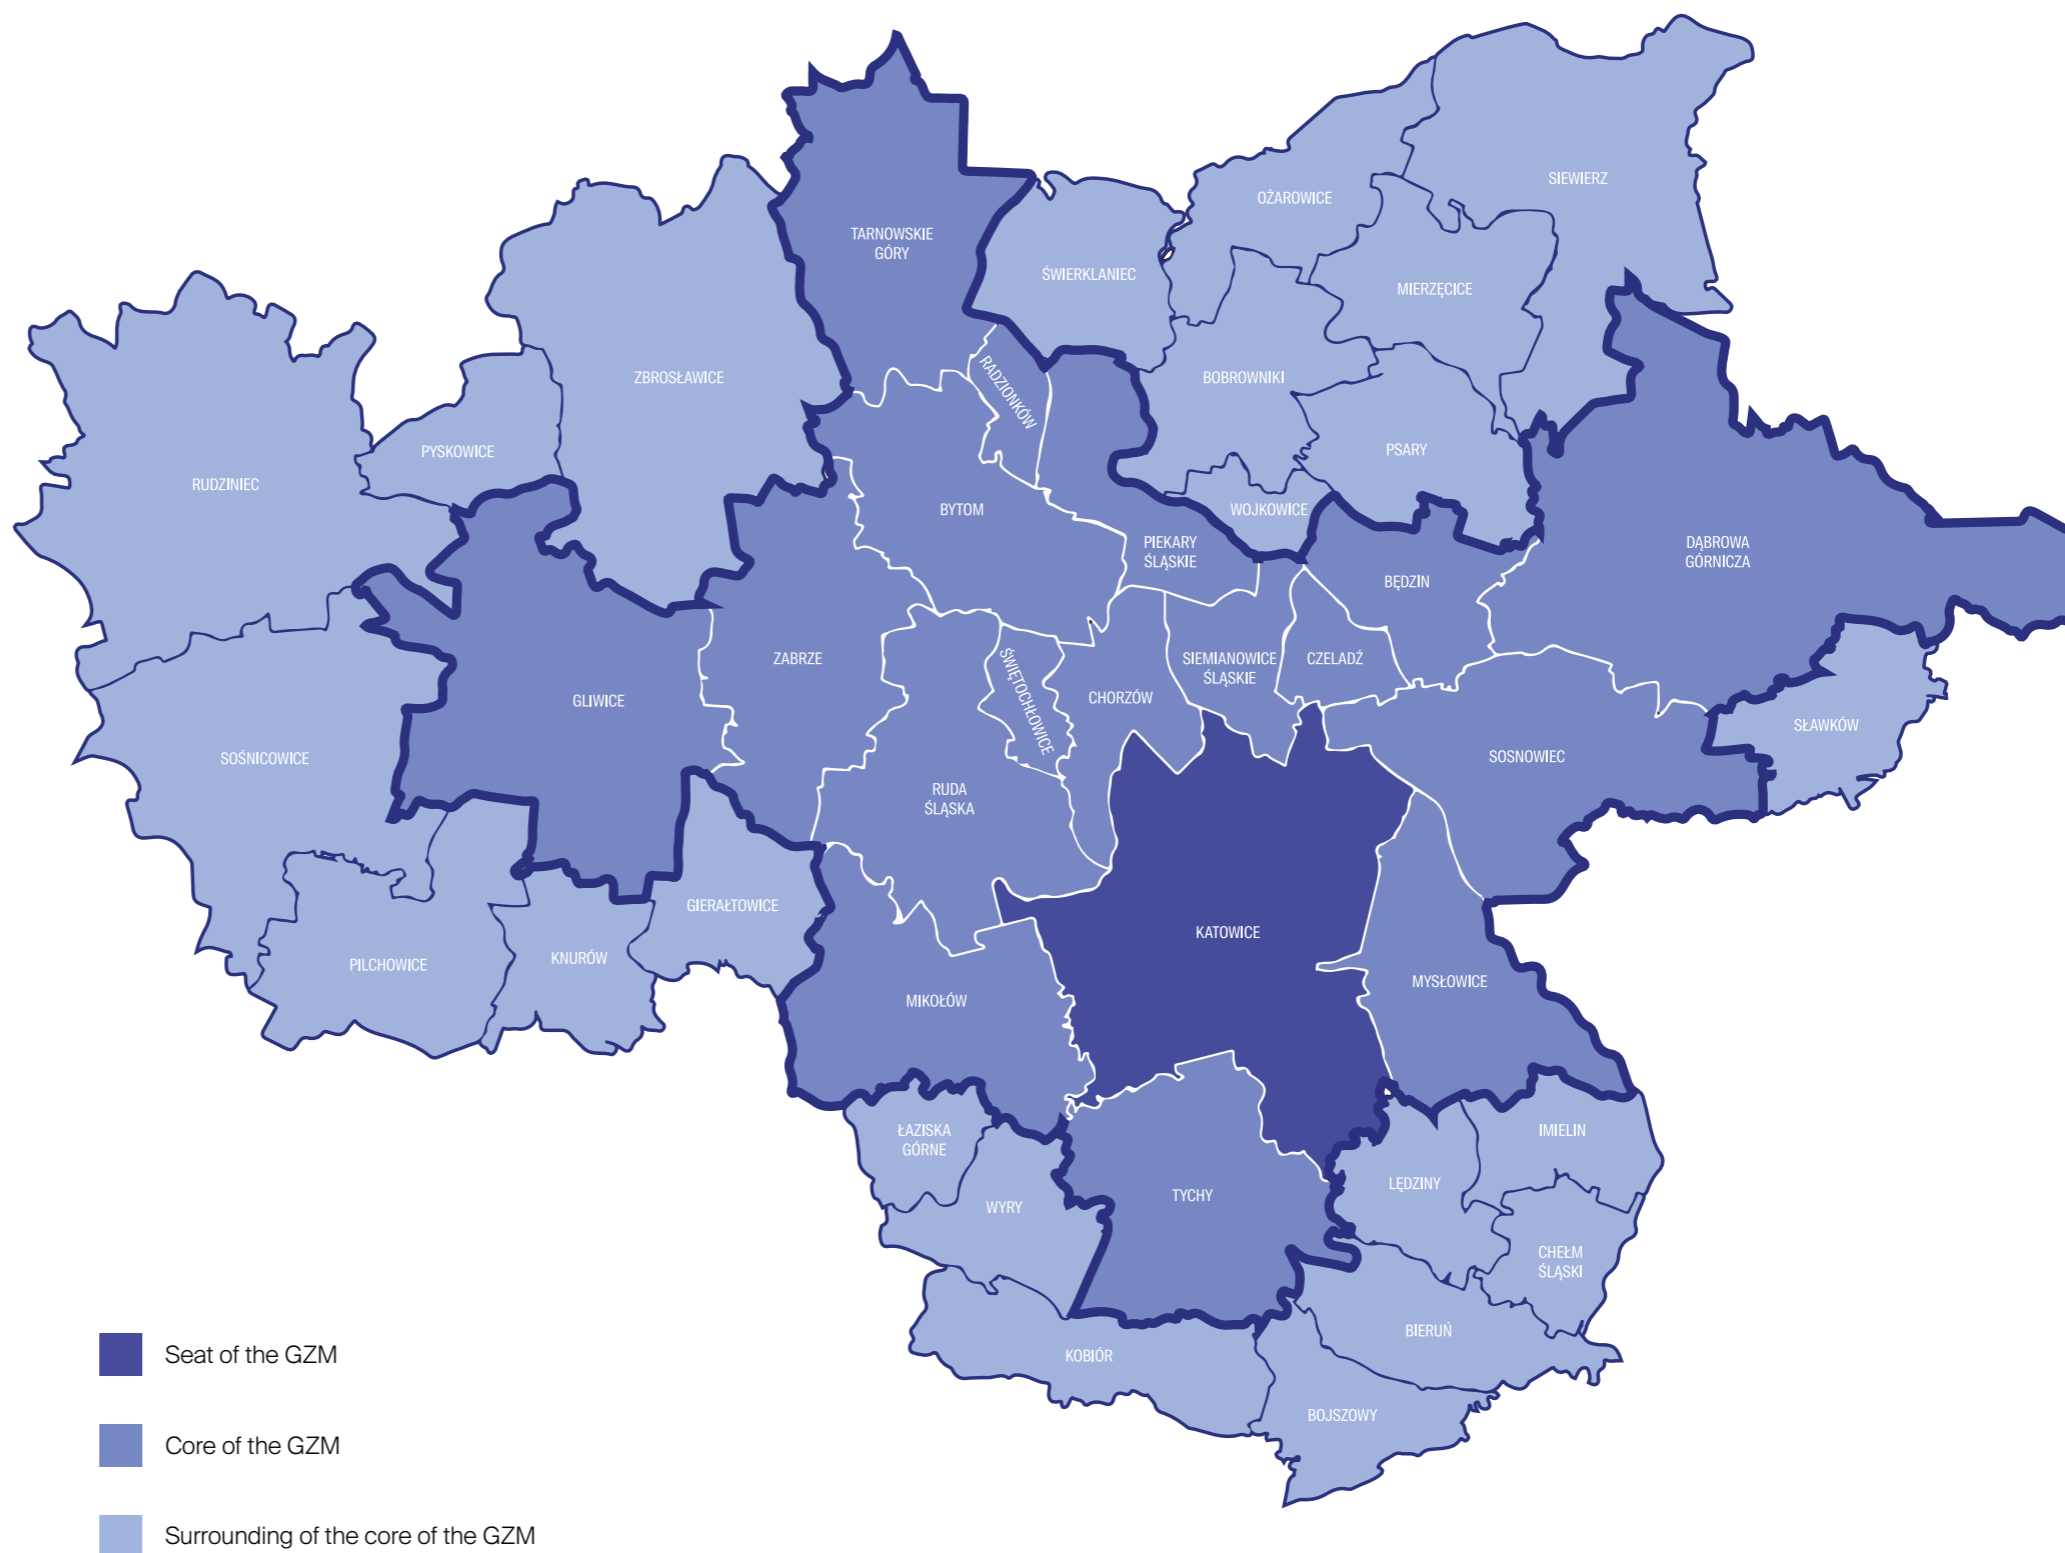 SIEWIERZ
OŻAROWICE
TARNOWSKIE
GÓRY
ŚWIERKLANIEC
MIERZĘCICE
ZBROSŁAWICE
RADZIONKÓW
BOBROWNIKI
PYSKOWICE
PSARY
RUDZINIEC
BYTOM
WOJKOWICE
PIEKARY
ŚLĄSKIE
DĄBROWA
GÓRNICZA
BĘDZIN
ZABRZE
ŚWIĘTOCHŁOWICE
SIEMIANOWICE
ŚLĄSKIE
CZELADŹ
GLIWICE
CHORZÓW
SŁAWKÓW
SOŚNICOWICE
SOSNOWIEC
RUDA
ŚLĄSKA
GIERAŁTOWICE
KATOWICE
PILCHOWICE
KNURÓW
MYSŁOWICE
MIKOŁÓW
ŁAZISKA
GÓRNE
IMIELIN
LĘDZINY
TYCHY
WYRY
CHEŁM
ŚLĄSKI
BIERUŃ
KOBIÓR
BOJSZOWY
Seat of the GZM
Core of the GZM
Surrounding of the core of the GZM